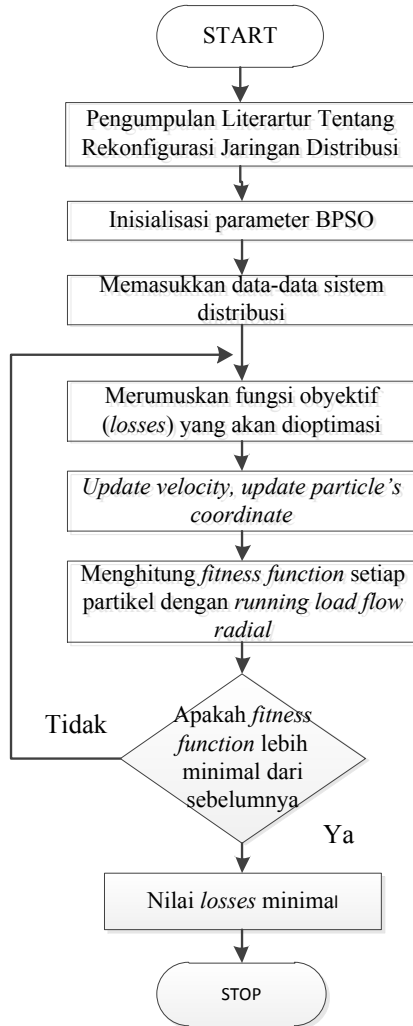 START
Pengumpulan Literartur Tentang
Rekonfigurasi Jaringan Distribusi
Inisialisasi parameter BPSO
Memasukkan data-data sistem
distribusi
Merumuskan fungsi obyektif
(losses) yang akan dioptimasi
Update velocity, update particle’s
coordinate
Menghitung fitness function setiap
partikel dengan running load flow
radial
Tidak
Apakah fitness
function lebih
minimal dari
sebelumnya
Ya
Nilai losses minimal
STOP